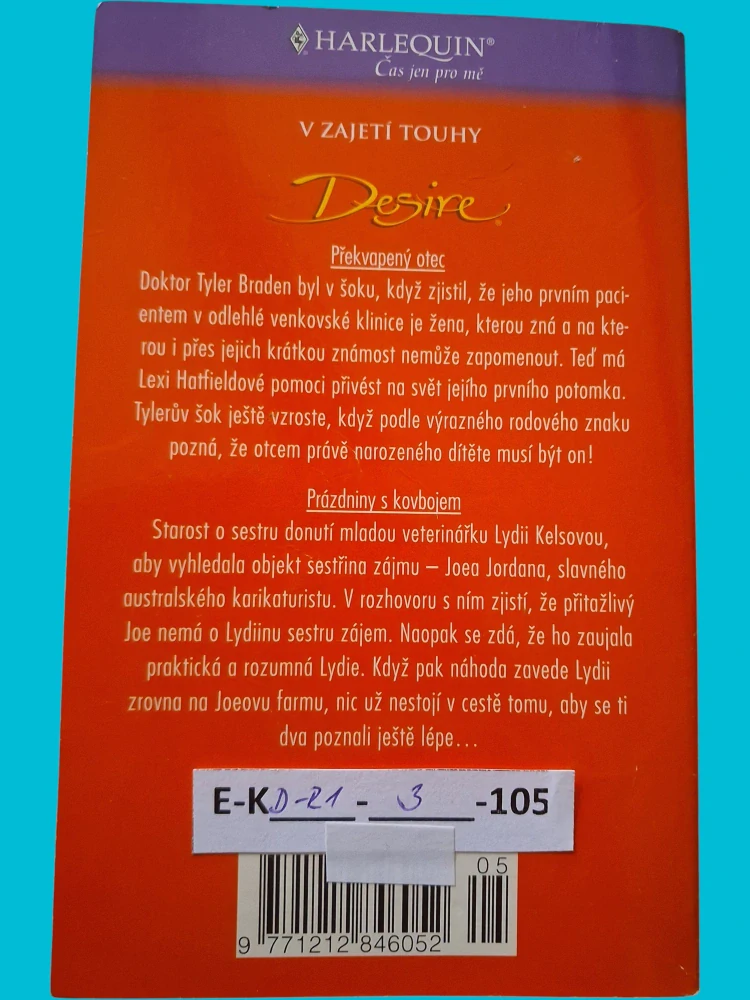 HARLEQUIN®
Čas jen pro mě
V ZAJETÍ TOUHY
Desire®
Překvapený otec
Doktor Tyler Braden byl v šoku, když zjistil, že jeho prvním paci-
entem v odlehlé venkovské klinice je žena, kterou zná a na kte-
rou i přes jejich krátkou známost nemůže zapomenout. Teď má
Lexi Hatfieldové pomoci přivést na svět jejího prvního potomka.
Tylerův šok ještě vzroste, když podle výrazného rodového znaku
pozná, že otcem právě narozeného dítěte musí být on!
Prázdniny s kovbojem
Starost o sestru donutí mladou veterinářku Lydii Kelsovou,
aby vyhledala objekt sestřina zájmu – Joea Jordana, slavného
australského karikaturistu. V rozhovoru s ním zjistí, že přitažlivý
Joe nemá o Lydiinu sestru zájem. Naopak se zdá, že ho zaujala
praktická a rozumná Lydie. Když pak náhoda zavede Lydii
zrovna na Joeovu farmu, nic už nestojí v cestě tomu, aby se ti
dva poznali ještě lépe...
E-KD-21-3-105
05
9 771212 846052